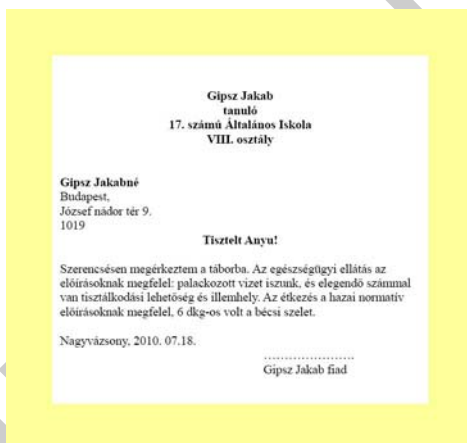 Gipsz Jakab
tanuló
17. számú Általános Iskola
VIII. osztály
Gipsz Jakabné
Budapest,
József nádor tér 9.
1019
Tisztelt Anyu!
Szerencsésen megérkeztem a táborba. Az egészségügyi ellátás az
előírásoknak megfelel: palackozott vizet iszunk, és elegendő számmal
van tisztálkodási lehetőség és illemhely. Az étkezés a hazai normatív
előírásoknak megfelel, 6 dkg-os volt a bécsi szelet.
Nagyvázsony, 2010. 07.18.
........................
Gipsz Jakab fiad